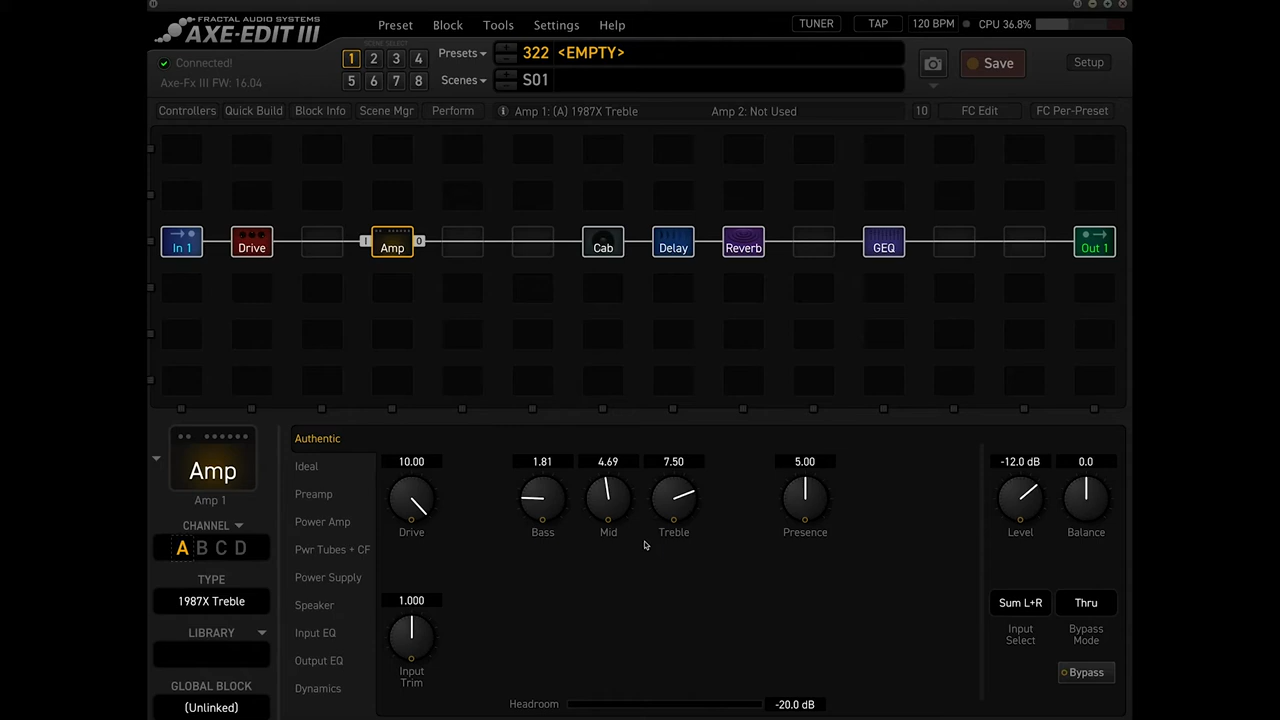 FRACTAL AUDIO SYSTEMS
AXE-EDIT III
Preset Block Tools Settings Help
TUNER TAP 120 BPM CPU 36.8%
Connected!
Axe-Fx III FW: 16.04
SCENE SELECT
1 2 3 4
5 6 7 8
Presets 322 <EMPTY>
Scenes S01
Save Setup
Controllers Quick Build Block Info Scene Mgr Perform
Amp 1: (A) 1987X Treble Amp 2: Not Used
10 FC Edit FC Per-Preset
In 1 Drive I Amp O Cab Delay Reverb GEQ Out 1
Amp
Amp 1
CHANNEL
A B C D
TYPE
1987X Treble
LIBRARY
GLOBAL BLOCK
(Unlinked)
Authentic
Ideal
Preamp
Power Amp
Pwr Tubes + CF
Power Supply
Speaker
Input EQ
Output EQ
Dynamics
10.00 1.81 4.69 7.50 5.00
Drive Bass Mid Treble Presence
1.000
Input
Trim
Headroom -20.0 dB
-12.0 dB 0.0
Level Balance
Sum L+R Thru
Input
Select
Bypass
Mode
Bypass